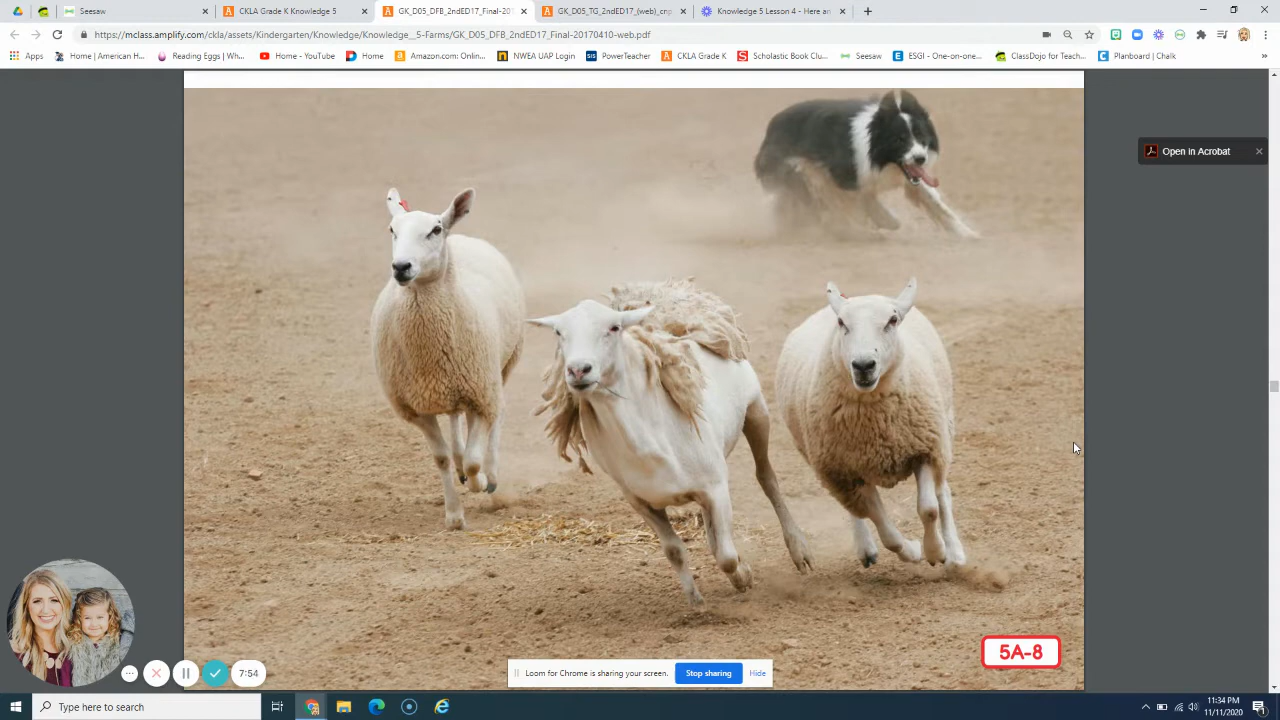 Seesaw
CKLA Grade K Knowledge 5
GK_D05_DFB_2ndED17_Final-201
GK_D05_TG_2ndED17_(web)_cnp
Knowledge 5 Lesson 4 - Here an
https://mclass.amplify.com/ckla/assets/Kindergarten/Knowledge/Knowledge_5-Farms/GK_D05_DFB_2ndED17_Final-20170410-web.pdf
Apps
Home | American H...
Reading Eggs | Wh...
Home - YouTube
Home
Amazon.com: Onlin...
NWEA UAP Login
SIS PowerTeacher
CKLA Grade K
Scholastic Book Clu...
Seesaw
ESGI - One-on-one...
ClassDojo for Teach...
Planboard | Chalk
Open in Acrobat
5A-8
7:54
Loom for Chrome is sharing your screen.
Stop sharing
Hide
Type here to search
11:34 PM
11/11/2020